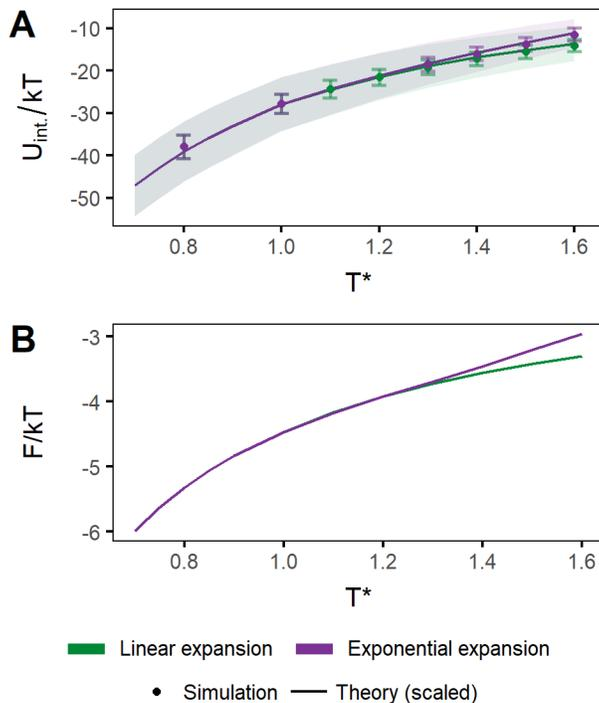 A
-10
-20
-30
-40
-50
U_int./kT
0.8 1.0 1.2 1.4 1.6
T*
B
-3
-4
-5
-6
F/kT
0.8 1.0 1.2 1.4 1.6
T*
Linear expansion Exponential expansion
Simulation Theory (scaled)